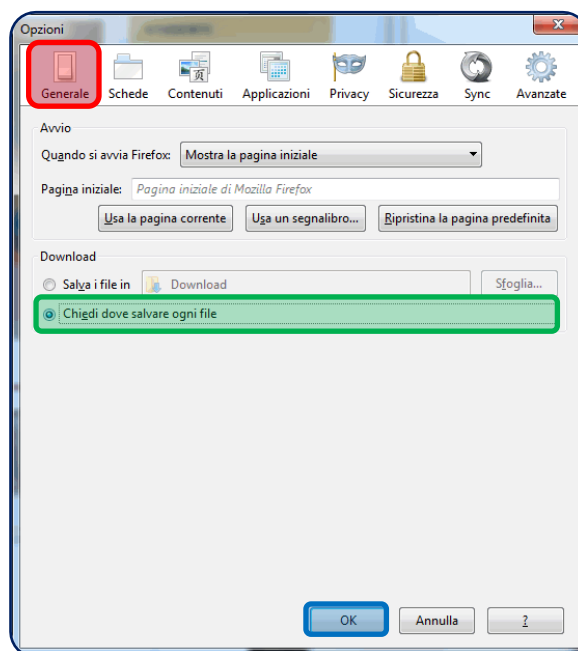 Opzioni
Generale Schede Contenuti Applicazioni Privacy Sicurezza Sync Avanzate
Avvio
Quando si avvia Firefox: Mostra la pagina iniziale
Pagina iniziale: Pagina iniziale di Mozilla Firefox
Usa la pagina corrente Usa un segnalibro... Ripristina la pagina predefinita
Download
Salva i file in Download Sfoglia...
Chiedi dove salvare ogni file
OK Annulla ?